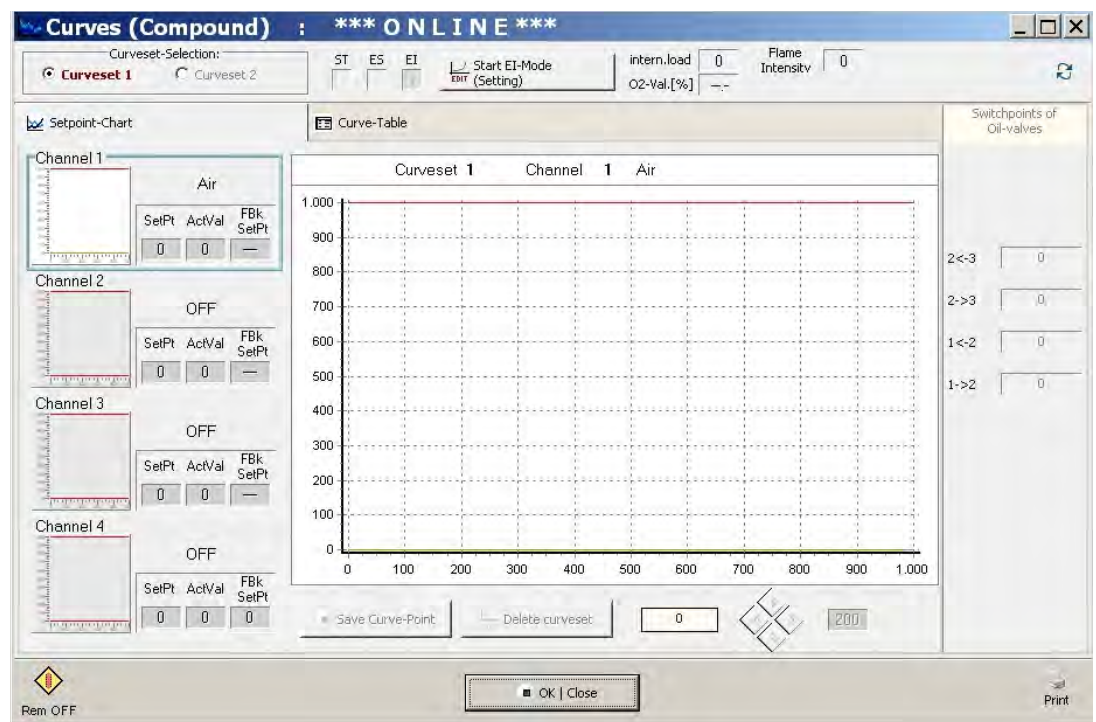 Curves (Compound) : *** O N L I N E ***
Curveset-Selection:
Curveset 1 Curveset 2
ST ES EI
EDIT
Start EI-Mode
(Setting)
intern.load 0
O2-Val.[%] --.-
Flame
Intensity 0
Setpoint-Chart
Curve-Table
Switchpoints of
Oil-valves
Channel 1
Air
SetPt ActVal FBk
SetPt
0 0 —
Channel 2
OFF
SetPt ActVal FBk
SetPt
0 0 —
Channel 3
OFF
SetPt ActVal FBk
SetPt
0 0 —
Channel 4
OFF
SetPt ActVal FBk
SetPt
0 0 0
Curveset 1 Channel 1 Air
1.000
900
800
700
600
500
400
300
200
100
0
0 100 200 300 400 500 600 700 800 900 1.000
Save Curve-Point
Delete curveset
0
200
2<-3 0
2->3 0
1<-2 0
1->2 0
Rem OFF
OK | Close
Print